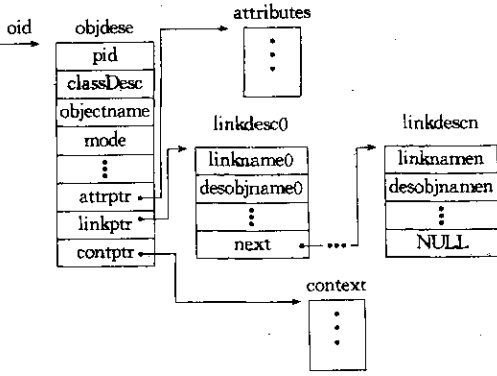 oid
objdese
pid
classDesc
objectname
mode
attrptr
linkptr
contptr
attributes
linkdesc0
linkname0
desobjname0
next
linkdescn
linknamen
desobjnamen
NULL
context